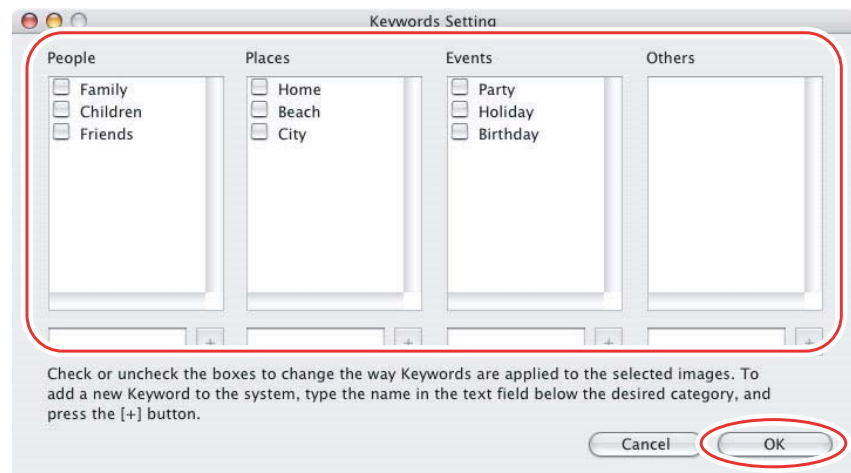 Keywords Setting
People Places Events Others
Family Home Party
Children Beach Holiday
Friends City Birthday
+ + + +
Check or uncheck the boxes to change the way Keywords are applied to the selected images. To
add a new Keyword to the system, type the name in the text field below the desired category, and
press the [+] button.
Cancel OK